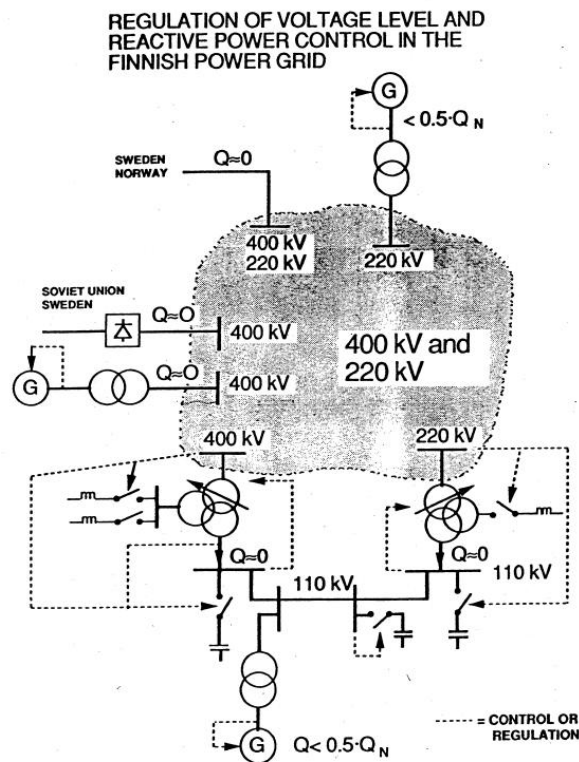 REGULATION OF VOLTAGE LEVEL AND
REACTIVE POWER CONTROL IN THE
FINNISH POWER GRID
G
< 0.5·Q N
SWEDEN
NORWAY
Q≈0
400 kV
220 kV
220 kV
SOVIET UNION
SWEDEN
Q≈O
400 kV
400 kV and
220 kV
G
Q≈O
400 kV
400 kV
220 kV
Q≈0
Q≈0
110 kV
110 kV
G
Q< 0.5·Q N
= CONTROL OR
REGULATION